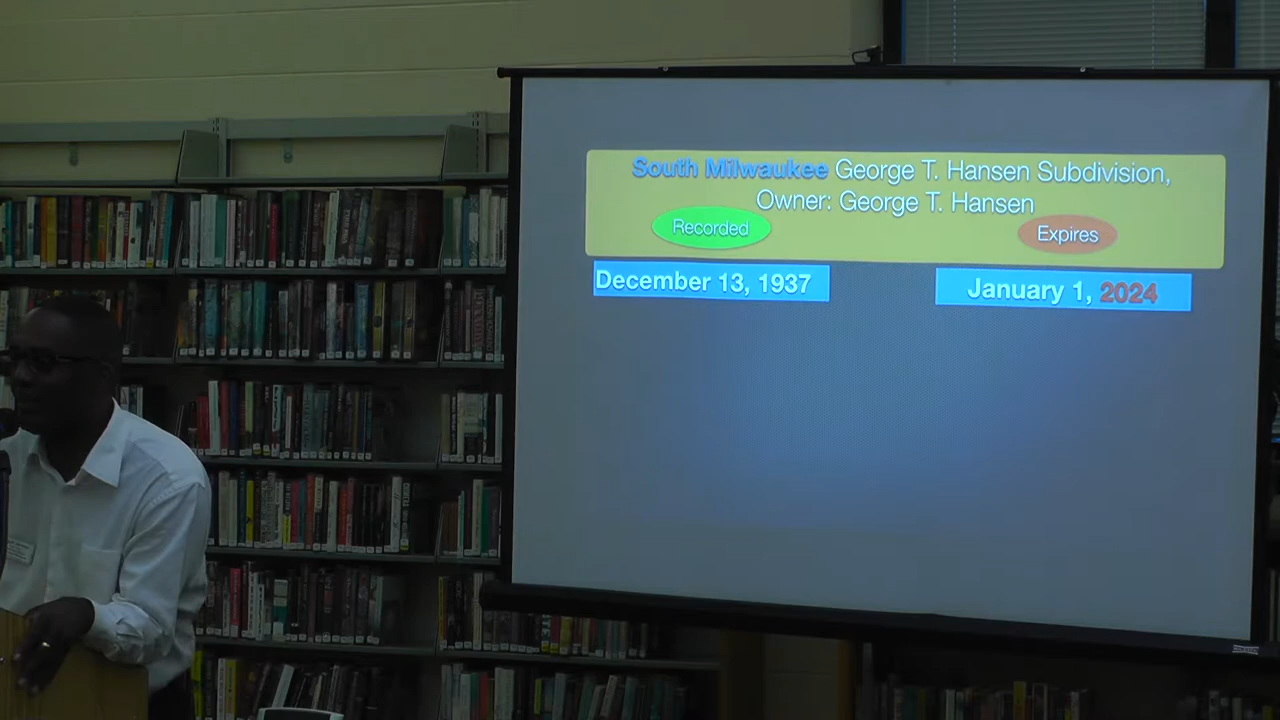 South Milwaukee George T. Hansen Subdivision,
Owner: George T. Hansen
Recorded
Expires
December 13, 1937
January 1, 2024